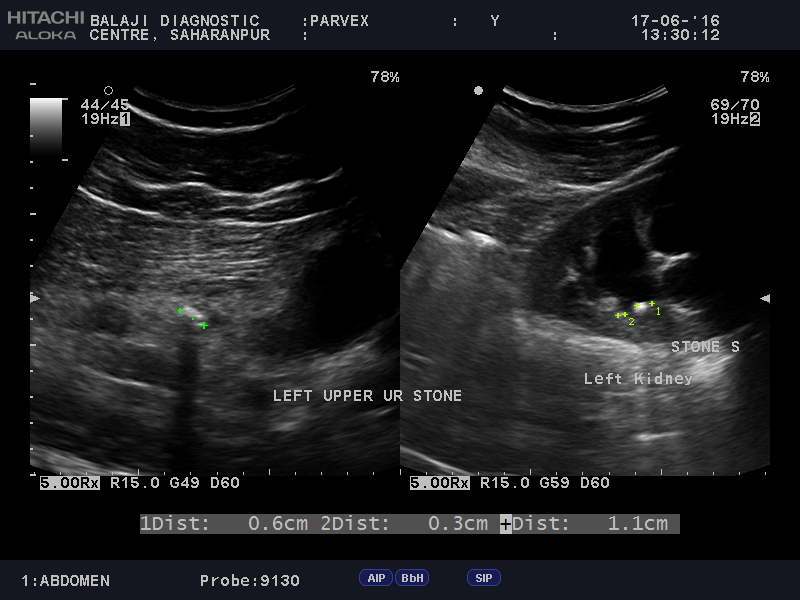 HITACHI
ALOKA
BALAJI DIAGNOSTIC :PARVEX : Y 17-06-'16
CENTRE, SAHARANPUR : : 13:30:12
78% 78%
44/45 69/70
19Hz1 19Hz2
1
2
STONE S
Left Kidney
LEFT UPPER UR STONE
5.00Rx R15.0 G49 D60 5.00Rx R15.0 G59 D60
1Dist: 0.6cm 2Dist: 0.3cm +Dist: 1.1cm
1:ABDOMEN Probe:9130 AIP BbH SIP